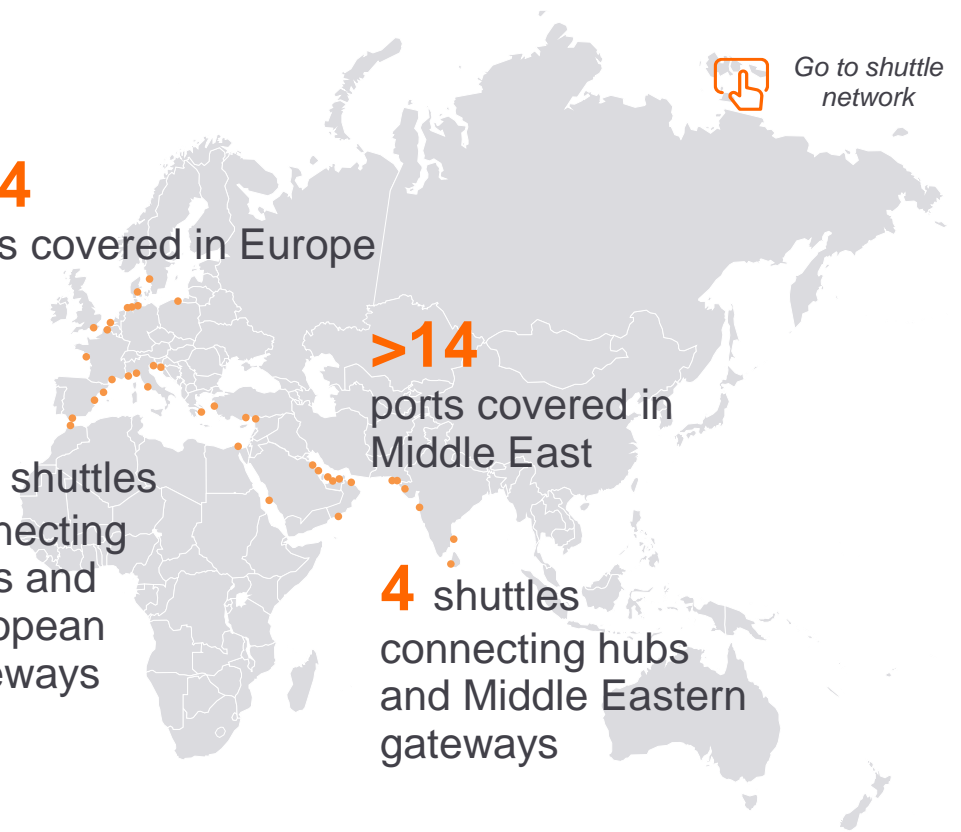 Go to shuttle
network
4
s covered in Europe
>14
ports covered in
Middle East
shuttles
necting
s and
opean
eways
4 shuttles
connecting hubs
and Middle Eastern
gateways